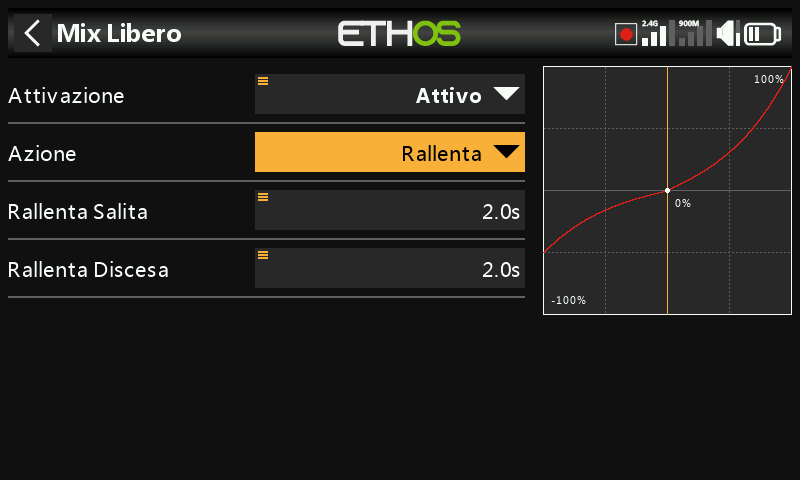 Mix Libero
ETHOS
2.4G
900M
Attivazione
Attivo
Azione
Rallenta
Rallenta Salita
2.0s
Rallenta Discesa
2.0s
100%
0%
-100%